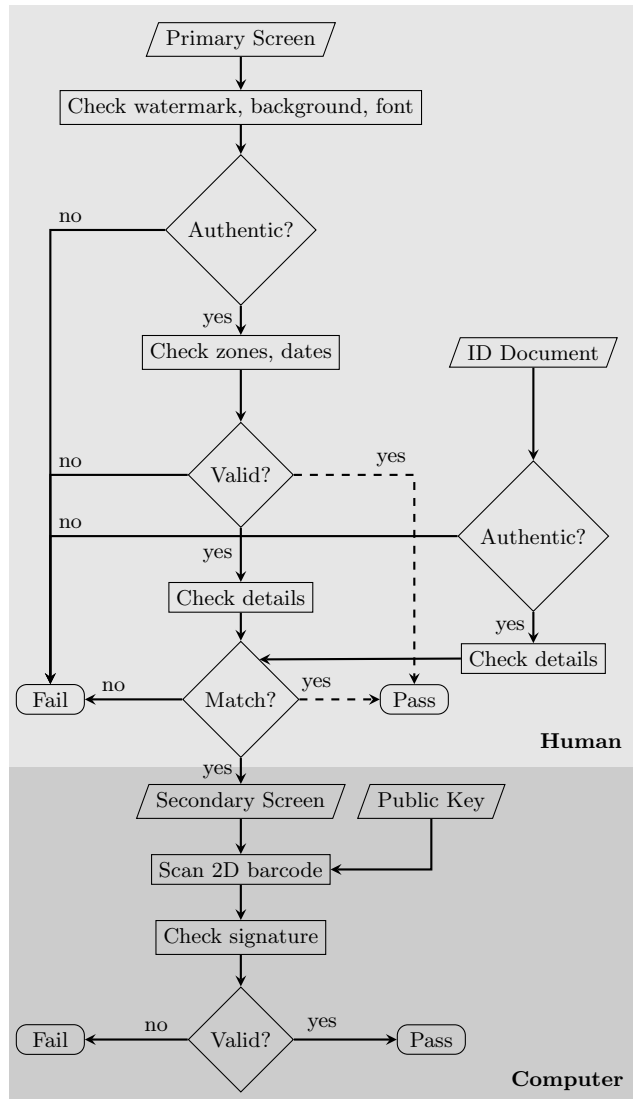 Primary Screen
Check watermark, background, font
no
Authentic?
yes
Check zones, dates
ID Document
no
Valid?
yes
no
Authentic?
yes
Check details
yes
Check details
Fail
no
Match?
yes
Pass
Human
yes
Secondary Screen
Public Key
Scan 2D barcode
Check signature
Fail
no
Valid?
yes
Pass
Computer